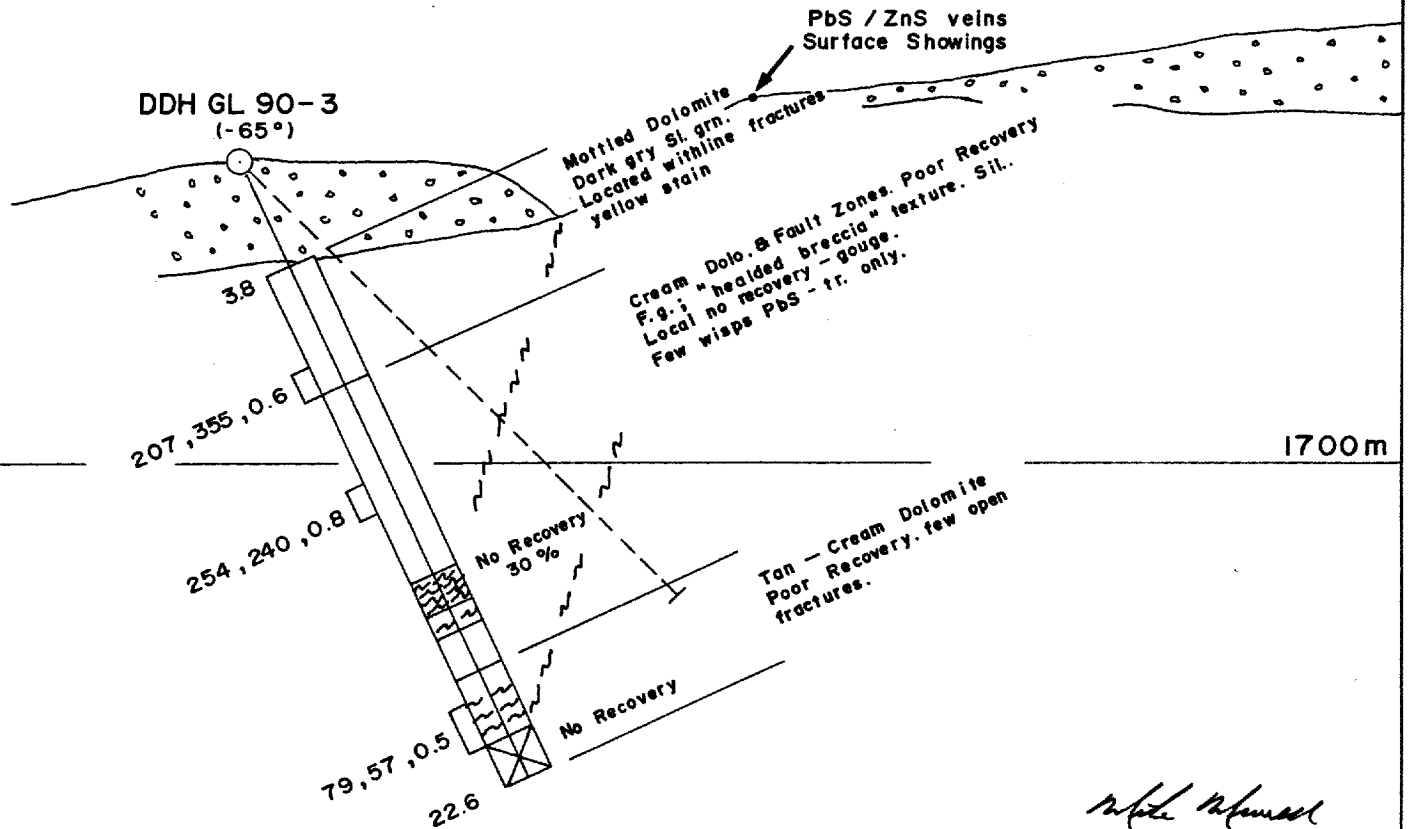 PbS / ZnS veins
Surface Showings
DDH GL 90-3
(-65°)
Mottled Dolomite
Dark gry Sl. grn.
Located withline fractures
yellow stain
Cream Dolo. & Fault Zones. Poor Recovery
F.g.; "healded breccia" texture. Sil..
Local no recovery - gouge.
Few wisps PbS - tr. only.
3.8
207,355,0.6
1700m
254,240,0.8
No Recovery
30%
Tan - Cream Dolomite
Poor Recovery. few open
fractures.
No Recovery
79,57,0.5
22.6